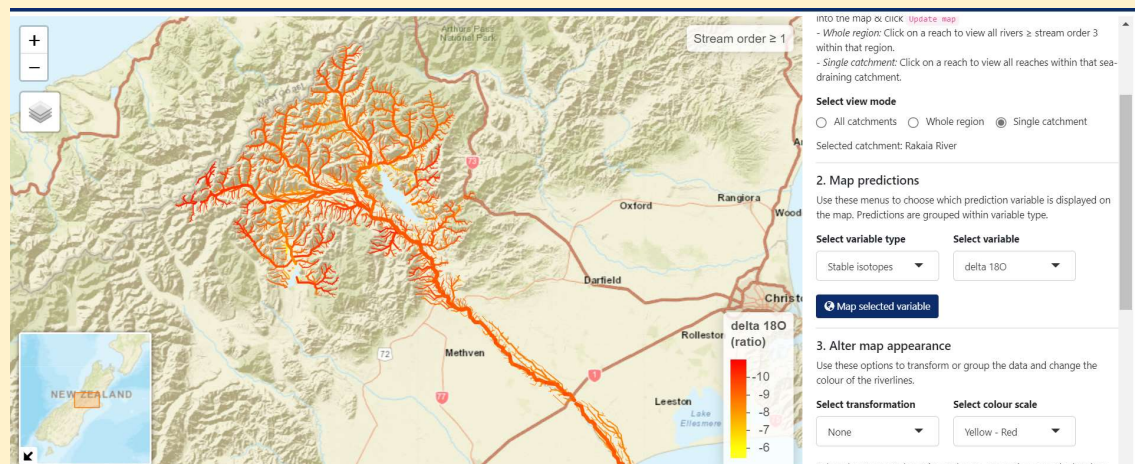 +
−
Arthurs Pass
National Park
Stream order ≥ 1
West Coast
73
Oxford
Rangiora
Wood
Darfield
Christ
Rolleston
Methven
72
77
1
Leeston
Lake
Ellesmere
NEW ZEALAND
delta 18O
(ratio)
-10
-9
-8
-7
-6
into the map & click Update map
- Whole region: Click on a reach to view all rivers ≥ stream order 3
within that region.
- Single catchment: Click on a reach to view all reaches within that sea-
draining catchment.
Select view mode
All catchments Whole region Single catchment
Selected catchment: Rakaia River
2. Map predictions
Use these menus to choose which prediction variable is displayed on
the map. Predictions are grouped within variable type.
Select variable type Select variable
Stable isotopes delta 18O
Map selected variable
3. Alter map appearance
Use these options to transform or group the data and change the
colour of the riverlines.
Select transformation Select colour scale
None Yellow - Red